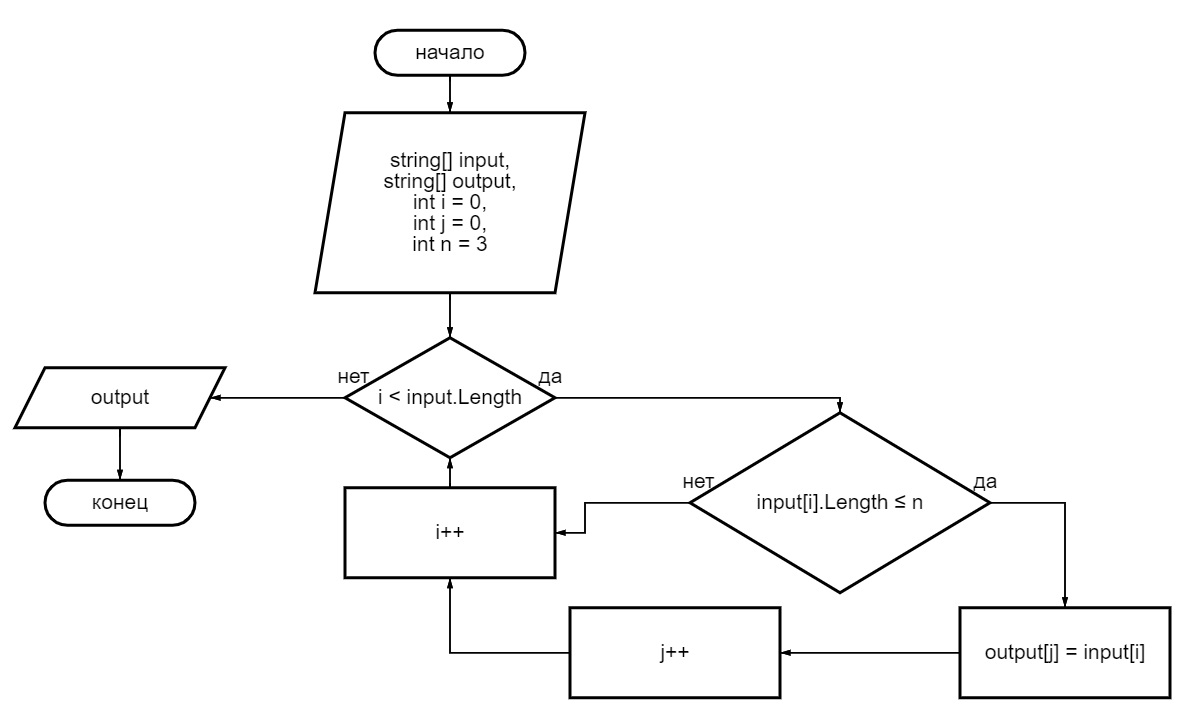 начало
string[] input,
string[] output,
int i = 0,
int j = 0,
int n = 3
нет
i < input.Length
да
output
конец
нет
input[i].Length ≤ n
да
i++
j++
output[j] = input[i]